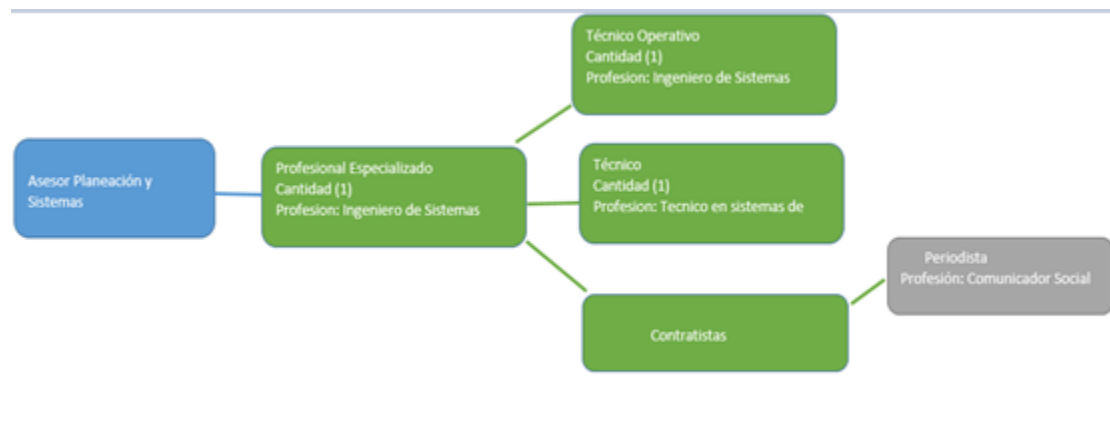 Asesor Planeación y
Sistemas
Profesional Especializado
Cantidad (1)
Profesion: Ingeniero de Sistemas
Técnico Operativo
Cantidad (1)
Profesion: Ingeniero de Sistemas
Técnico
Cantidad (1)
Profesion: Tecnico en sistemas de
Contratistas
Periodista
Profesión: Comunicador Social